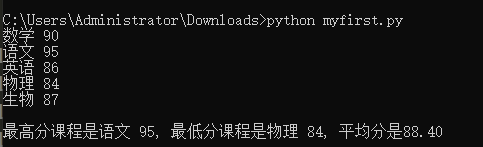 C:\Users\Administrator\Downloads>python myfirst.py
数学 90
语文 95
英语 86
物理 84
生物 87
最高分课程是语文 95, 最低分课程是物理 84, 平均分是88.40